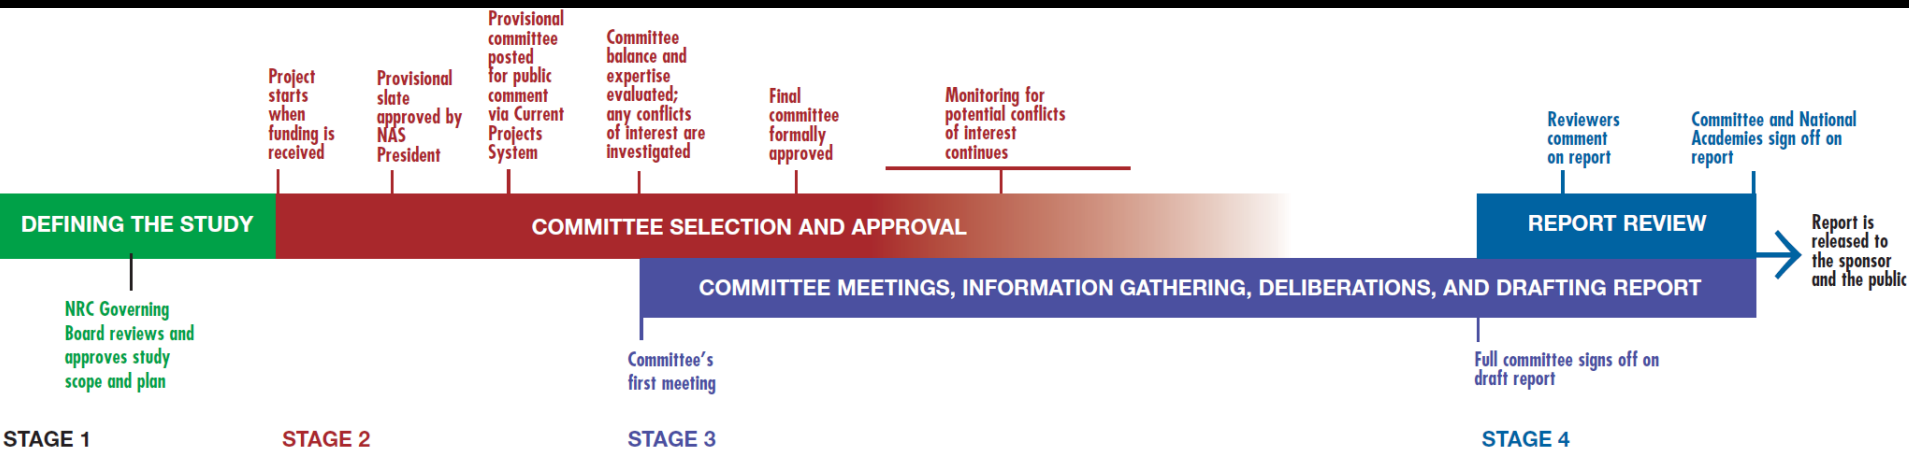 Project
starts
when
funding is
received
Provisional
slate
approved by
NAS
President
Provisional
committee
posted
for public
comment
via Current
Projects
System
Committee
balance and
expertise
evaluated;
any conflicts
of interest are
investigated
Final
committee
formally
approved
Monitoring for
potential conflicts
of interest
continues
Reviewers
comment
on report
Committee and National
Academies sign off on
report
DEFINING THE STUDY
COMMITTEE SELECTION AND APPROVAL
REPORT REVIEW
Report is
released to
the sponsor
and the public
COMMITTEE MEETINGS, INFORMATION GATHERING, DELIBERATIONS, AND DRAFTING REPORT
NRC Governing
Board reviews and
approves study
scope and plan
Committee's
first meeting
Full committee signs off on
draft report
STAGE 1
STAGE 2
STAGE 3
STAGE 4